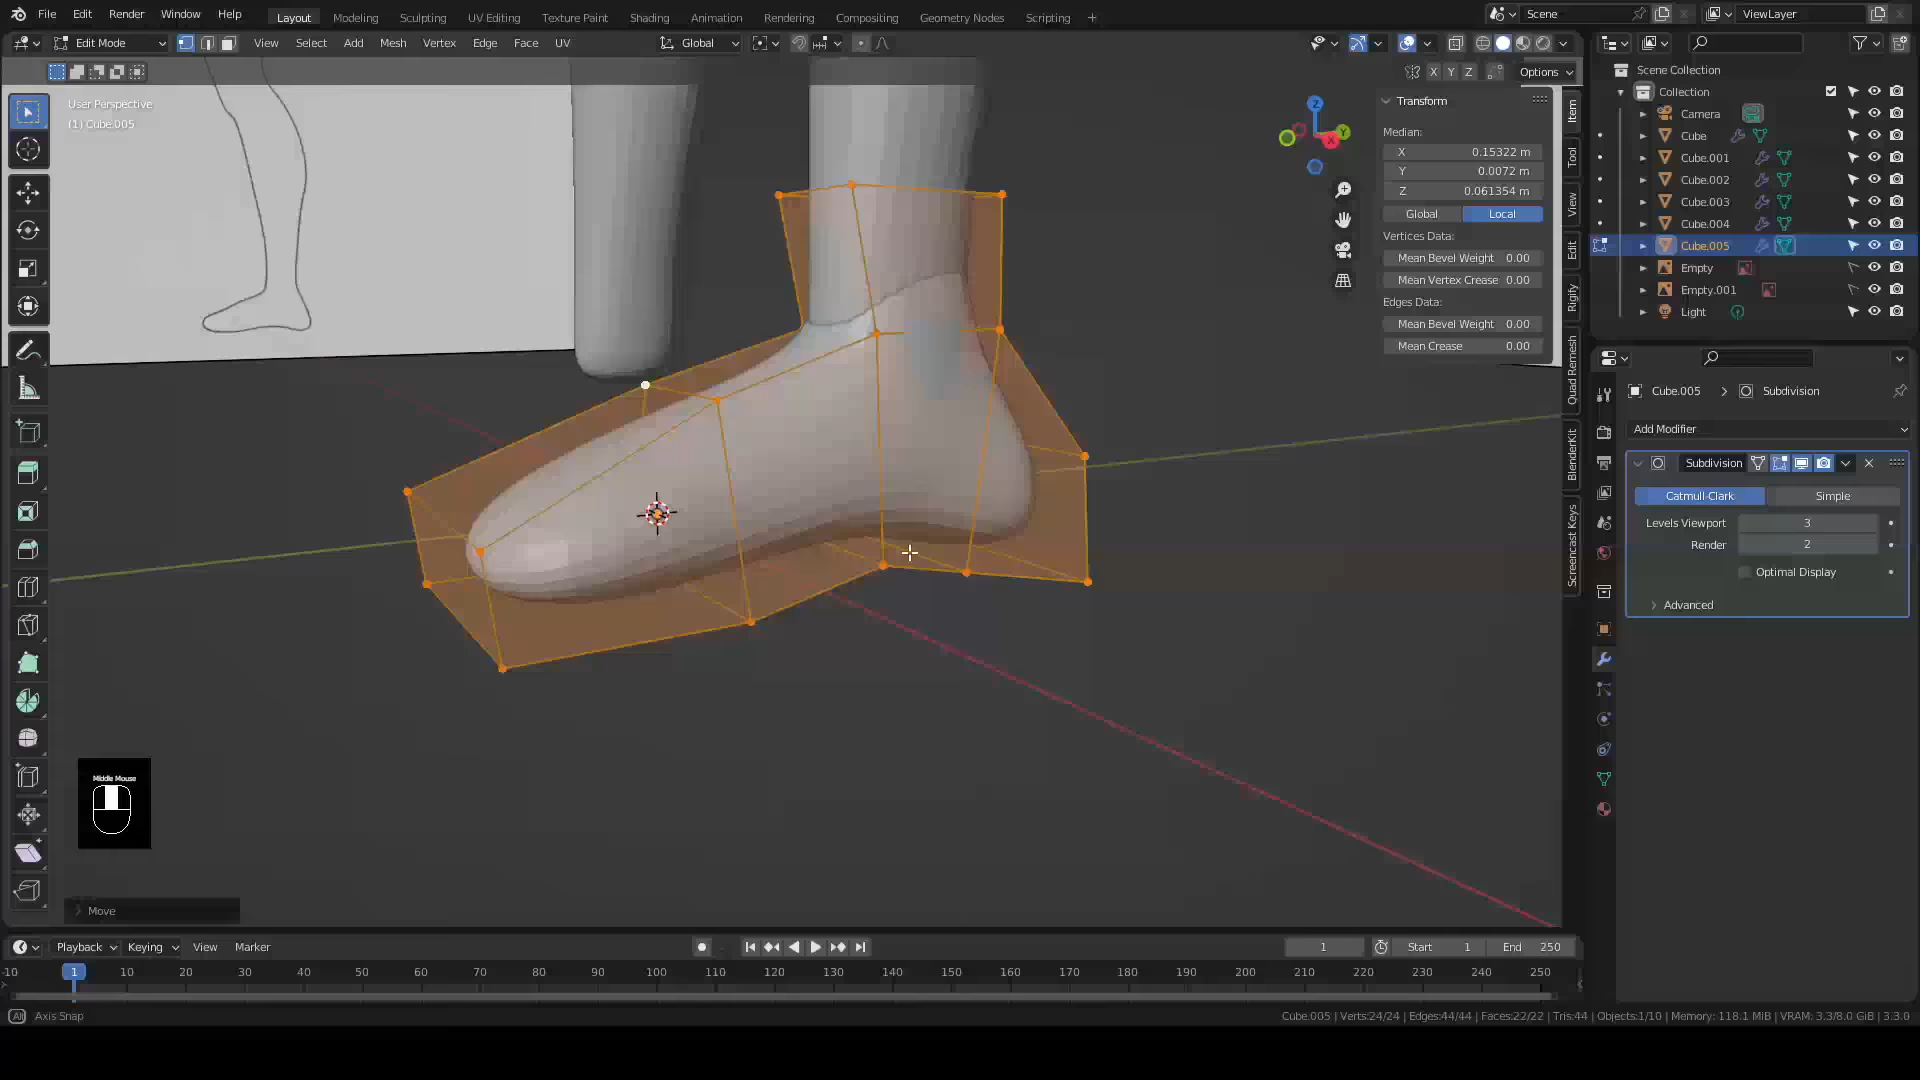 File Edit Render Window Help Layout Modeling Sculpting UV Editing Texture Paint Shading Animation Rendering Compositing Geometry Nodes Scripting + Scene ViewLayer
Edit Mode View Select Add Mesh Vertex Edge Face UV Global
X Y Z Options
User Perspective
(1) Cube.005
Transform
Median:
X 0.15322 m
Y 0.0072 m
Z 0.061354 m
Global Local
Vertices Data:
Mean Bevel Weight 0.00
Mean Vertex Crease 0.00
Edges Data:
Mean Bevel Weight 0.00
Mean Crease 0.00
Z
Y
X
Item
Tool
View
Edit
Rigify
Quad Remesh
BlenderKit
Screencast Keys
Scene Collection
Collection
Camera
Cube
Cube.001
Cube.002
Cube.003
Cube.004
Cube.005
Empty
Empty.001
Light
Cube.005 > Subdivision
Add Modifier
Subdivision
Catmull-Clark Simple
Levels Viewport 3
Render 2
Optimal Display
Advanced
Middle Mouse
Move
Playback Keying View Marker 1 Start 1 End 250
-10 1 10 20 30 40 50 60 70 80 90 100 110 120 130 140 150 160 170 180 190 200 210 220 230 240 250
Alt Axis Snap Cube.005 | Verts:24/24 | Edges:44/44 | Faces:22/22 | Tris:44 | Objects:1/10 | Memory: 118.1 MiB | VRAM: 3.3/8.0 GiB | 3.3.0